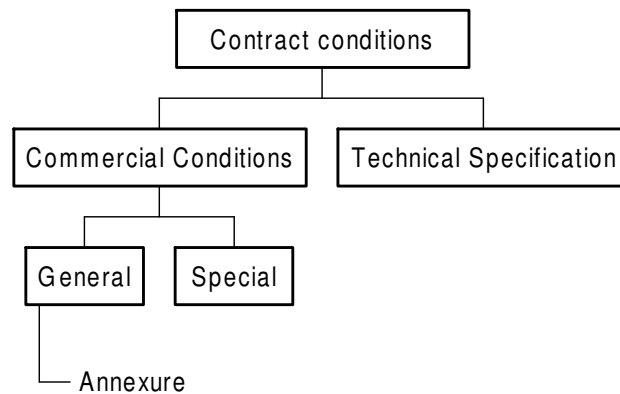 Contract conditions
Commercial Conditions
Technical Specification
General
Special
Annexure